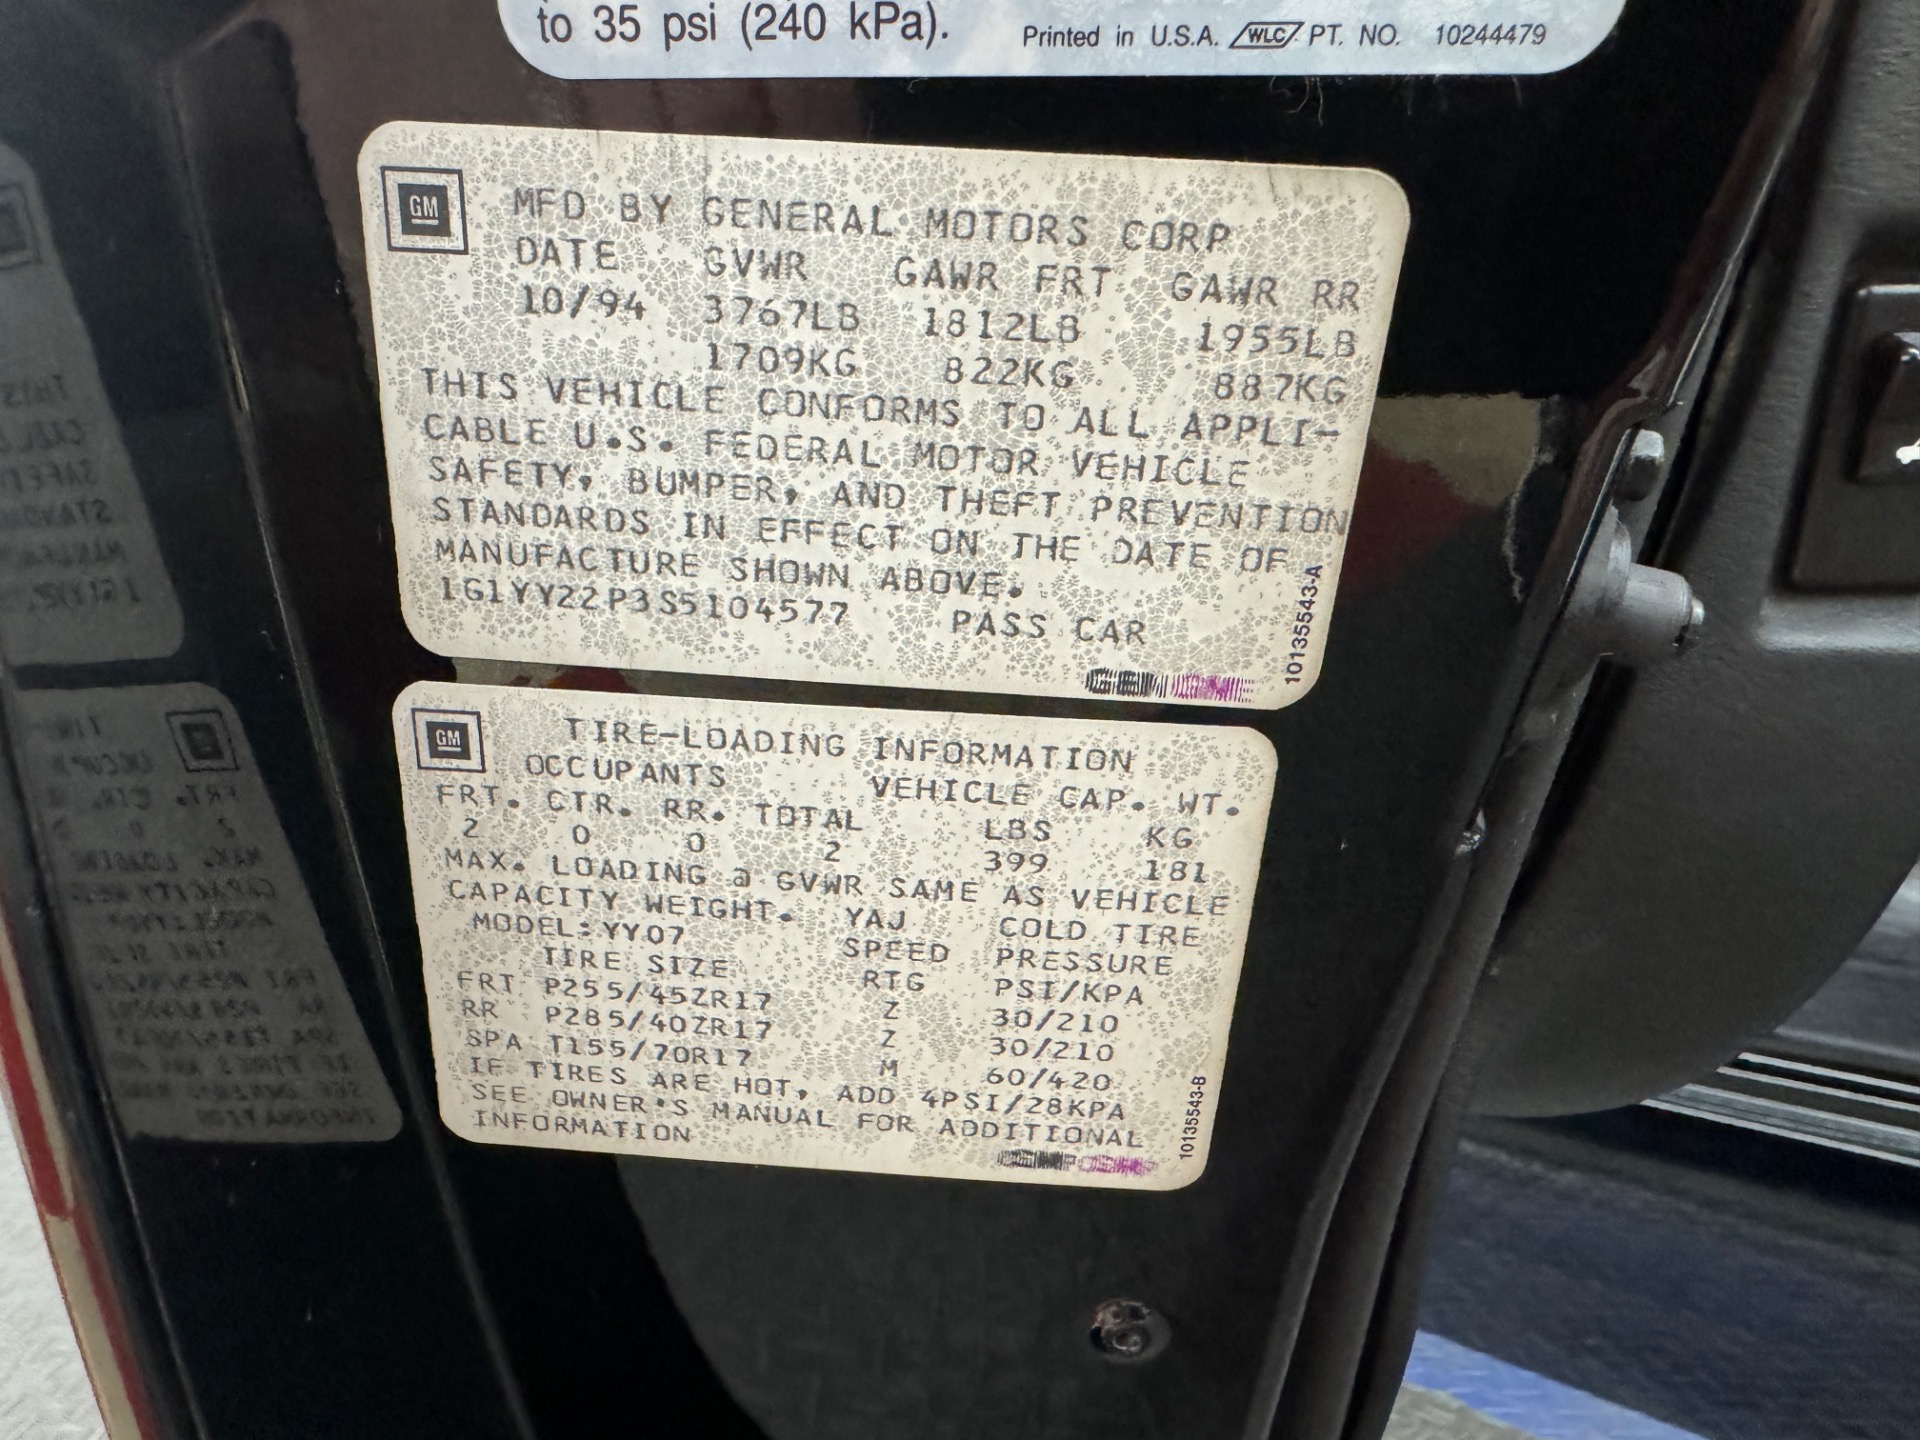 to 35 psi (240 kPa).
Printed in U.S.A. WLC PT. NO. 10244479
GM
MFD BY GENERAL MOTORS CORP
DATE GVWR GAWR FRT GAWR RR
10/94 3767LB 1812LB 1955LB
1709KG 822KG 887KG
THIS VEHICLE CONFORMS TO ALL APPLI-
CABLE U.S. FEDERAL MOTOR VEHICLE
SAFETY, BUMPER, AND THEFT PREVENTION
STANDARDS IN EFFECT ON THE DATE OF
MANUFACTURE SHOWN ABOVE.
1G1YY22P3S5104577 PASS CAR
10135543-A
GM
TIRE-LOADING INFORMATION
OCCUPANTS VEHICLE CAP. WT.
FRT. CTR. RR. TOTAL LBS KG
2 0 0 2 399 181
MAX. LOADING a GVWR SAME AS VEHICLE
CAPACITY WEIGHT. YAJ COLD TIRE
MODEL:YY07 SPEED PRESSURE
TIRE SIZE RTG PSI/KPA
FRT P255/45ZR17 Z 30/210
RR P285/40ZR17 Z 30/210
SPA T155/70R17 M 60/420
IF TIRES ARE HOT, ADD 4PSI/28KPA
SEE OWNER'S MANUAL FOR ADDITIONAL
INFORMATION
10135543-B